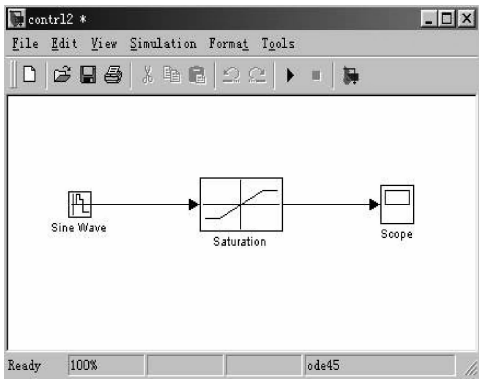 contrl2 *
File Edit View Simulation Format Tools
Sine Wave
Saturation
Scope
Ready 100% ode45